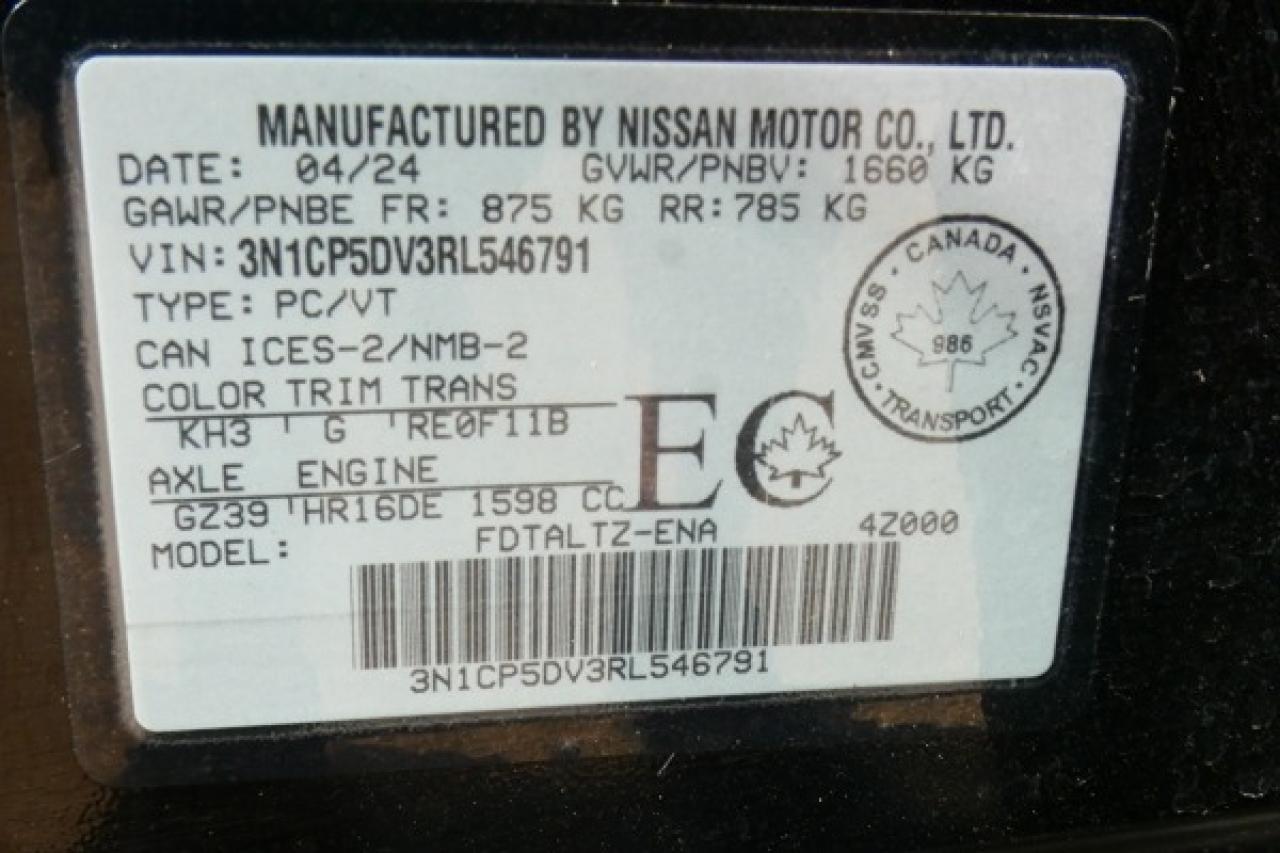 MANUFACTURED BY NISSAN MOTOR CO., LTD.
DATE: 04/24 GVWR/PNBV: 1660 KG
GAWR/PNBE FR: 875 KG RR: 785 KG
VIN: 3N1CP5DV3RL546791
TYPE: PC/VT
CAN ICES-2/NMB-2
COLOR TRIM TRANS
KH3 ' G 'RE0F11B
AXLE ENGINE
GZ39 'HR16DE 1598 CC
EC
CANADA · NSVAC · TRANSPORT · CMVSS ·
986
MODEL: FDTALTZ-ENA 4Z000
3N1CP5DV3RL546791